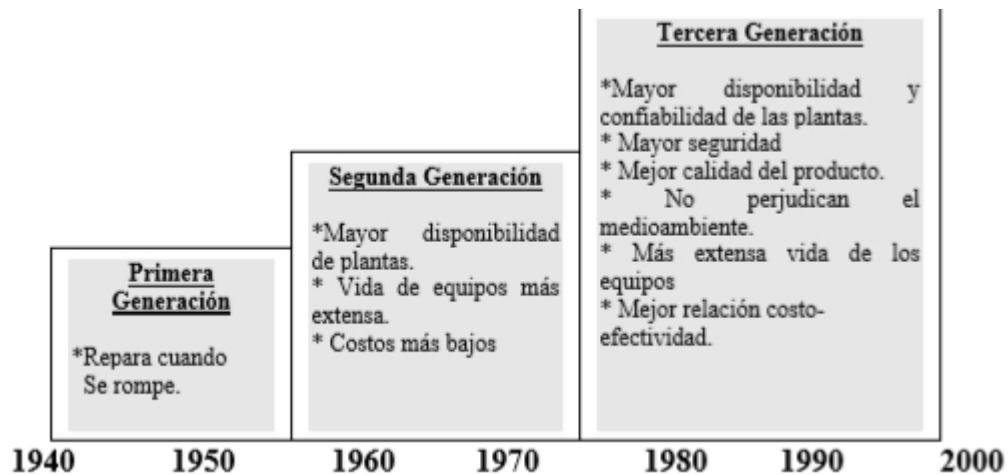 Primera
Generación
*Repara cuando
Se rompe.
Segunda Generación
*Mayor disponibilidad
de plantas.
* Vida de equipos más
extensa.
* Costos más bajos
Tercera Generación
*Mayor disponibilidad y
confiabilidad de las plantas.
* Mayor seguridad
* Mejor calidad del producto.
* No perjudican el
medioambiente.
* Más extensa vida de los
equipos
* Mejor relación costo-
efectividad.
1940 1950 1960 1970 1980 1990 2000